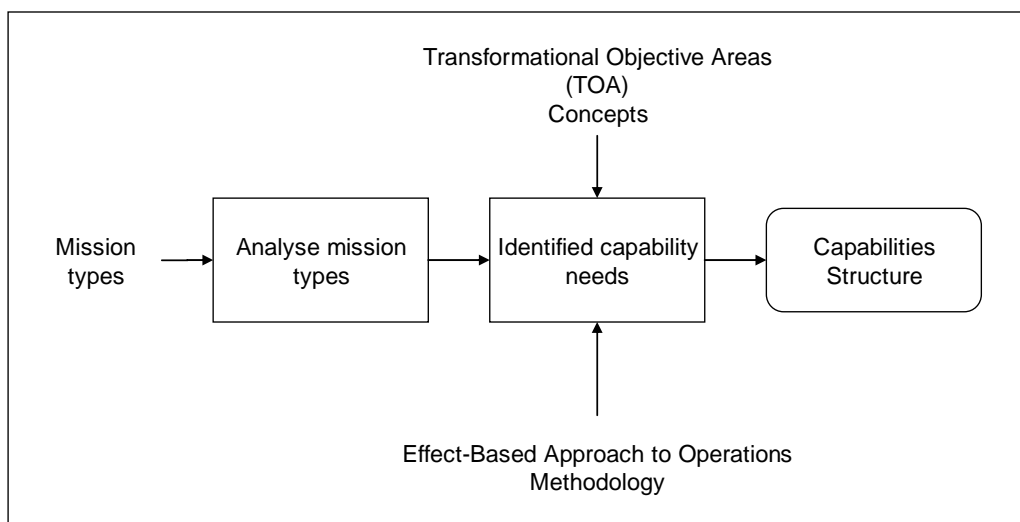 Transformational Objective Areas
(TOA)
Concepts
Mission
types
Analyse mission
types
Identified capability
needs
Capabilities
Structure
Effect-Based Approach to Operations
Methodology